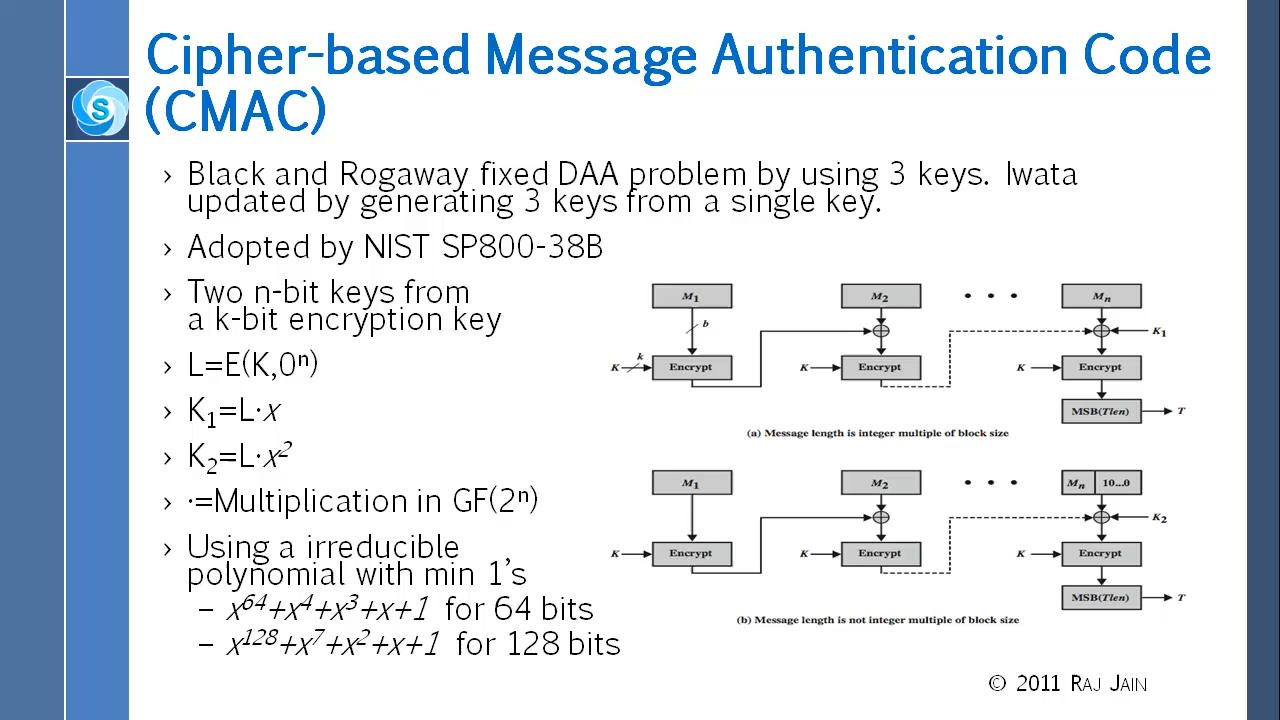 Cipher-based Message Authentication Code
(CMAC)
S
› Black and Rogaway fixed DAA problem by using 3 keys. Iwata
updated by generating 3 keys from a single key.
› Adopted by NIST SP800-38B
› Two n-bit keys from
a k-bit encryption key
› L=E(K,0ⁿ)
› K₁=L·x
› K₂=L·x²
› ·=Multiplication in GF(2ⁿ)
› Using a irreducible
polynomial with min 1's
– x⁶⁴+x⁴+x³+x+1 for 64 bits
– x¹²⁸+x⁷+x²+x+1 for 128 bits
M₁ M₂ • • • Mₙ
b
K₁
k
K Encrypt K Encrypt K Encrypt
MSB(Tlen) T
(a) Message length is integer multiple of block size
M₁ M₂ • • • Mₙ 10...0
K₂
K Encrypt K Encrypt K Encrypt
MSB(Tlen) T
(b) Message length is not integer multiple of block size
© 2011 RAJ JAIN